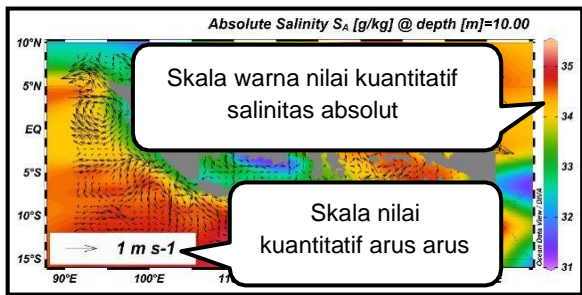 Absolute Salinity SA [g/kg] @ depth [m]=10.00
10°N
5°N
EQ
5°S
10°S
15°S
Skala warna nilai kuantitatif
salinitas absolut
Skala nilai
kuantitatif arus arus
1 m s-1
90°E
100°E
35
34
33
32
31
Ocean Data View / DIVA